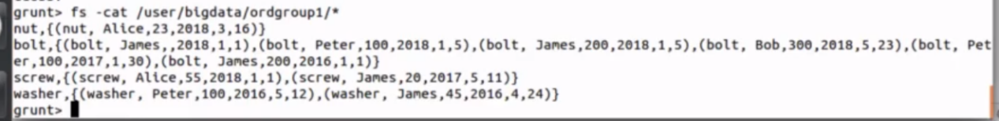 grunt> fs -cat /user/bigdata/ordgroup1/*
nut,{(nut, Alice,23,2018,3,16)}
bolt,{(bolt, James,,2018,1,1),(bolt, Peter,100,2018,1,5),(bolt, James,200,2018,1,5),(bolt, Bob,300,2018,5,23),(bolt, Pet
er,100,2017,1,30),(bolt, James,200,2016,1,1)}
screw,{(screw, Alice,55,2018,1,1),(screw, James,20,2017,5,11)}
washer,{(washer, Peter,100,2016,5,12),(washer, James,45,2016,4,24)}
grunt>